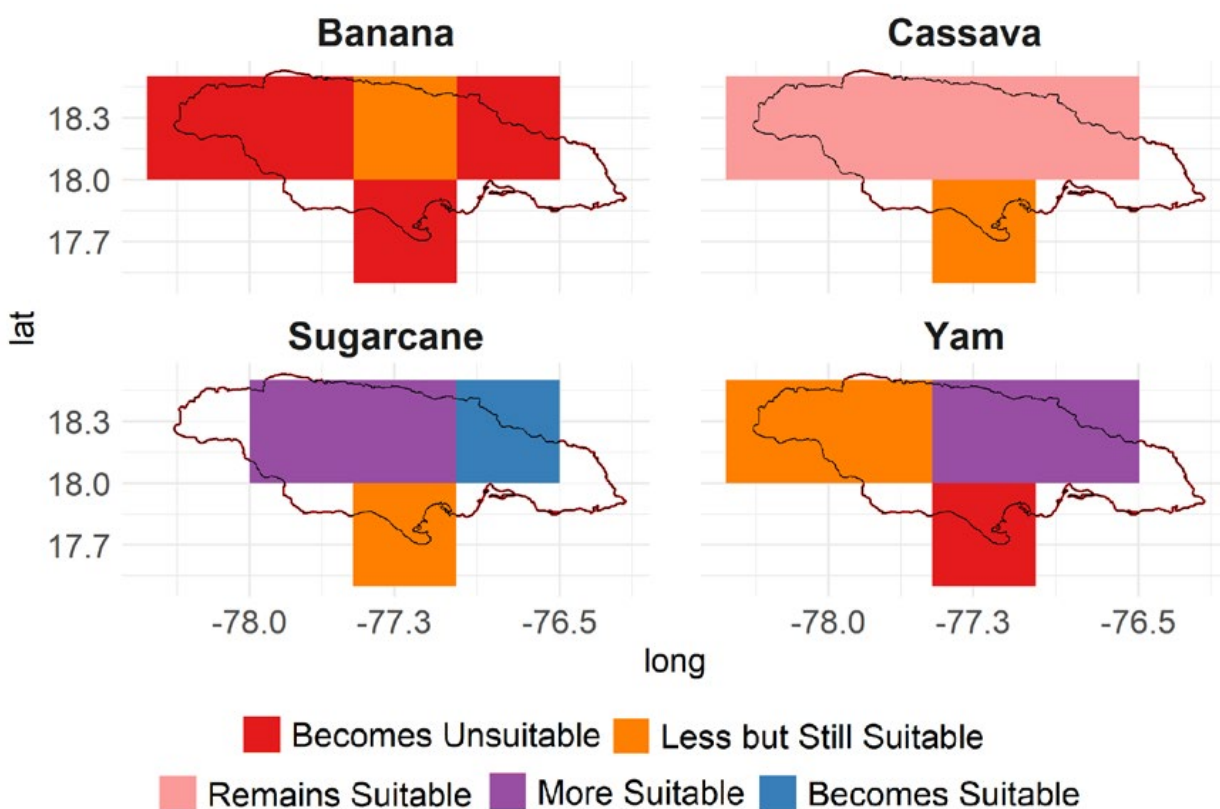 Banana Cassava
18.3
18.0
17.7
lat
Sugarcane Yam
18.3
18.0
17.7
-78.0 -77.3 -76.5 -78.0 -77.3 -76.5
long
Becomes Unsuitable Less but Still Suitable
Remains Suitable More Suitable Becomes Suitable